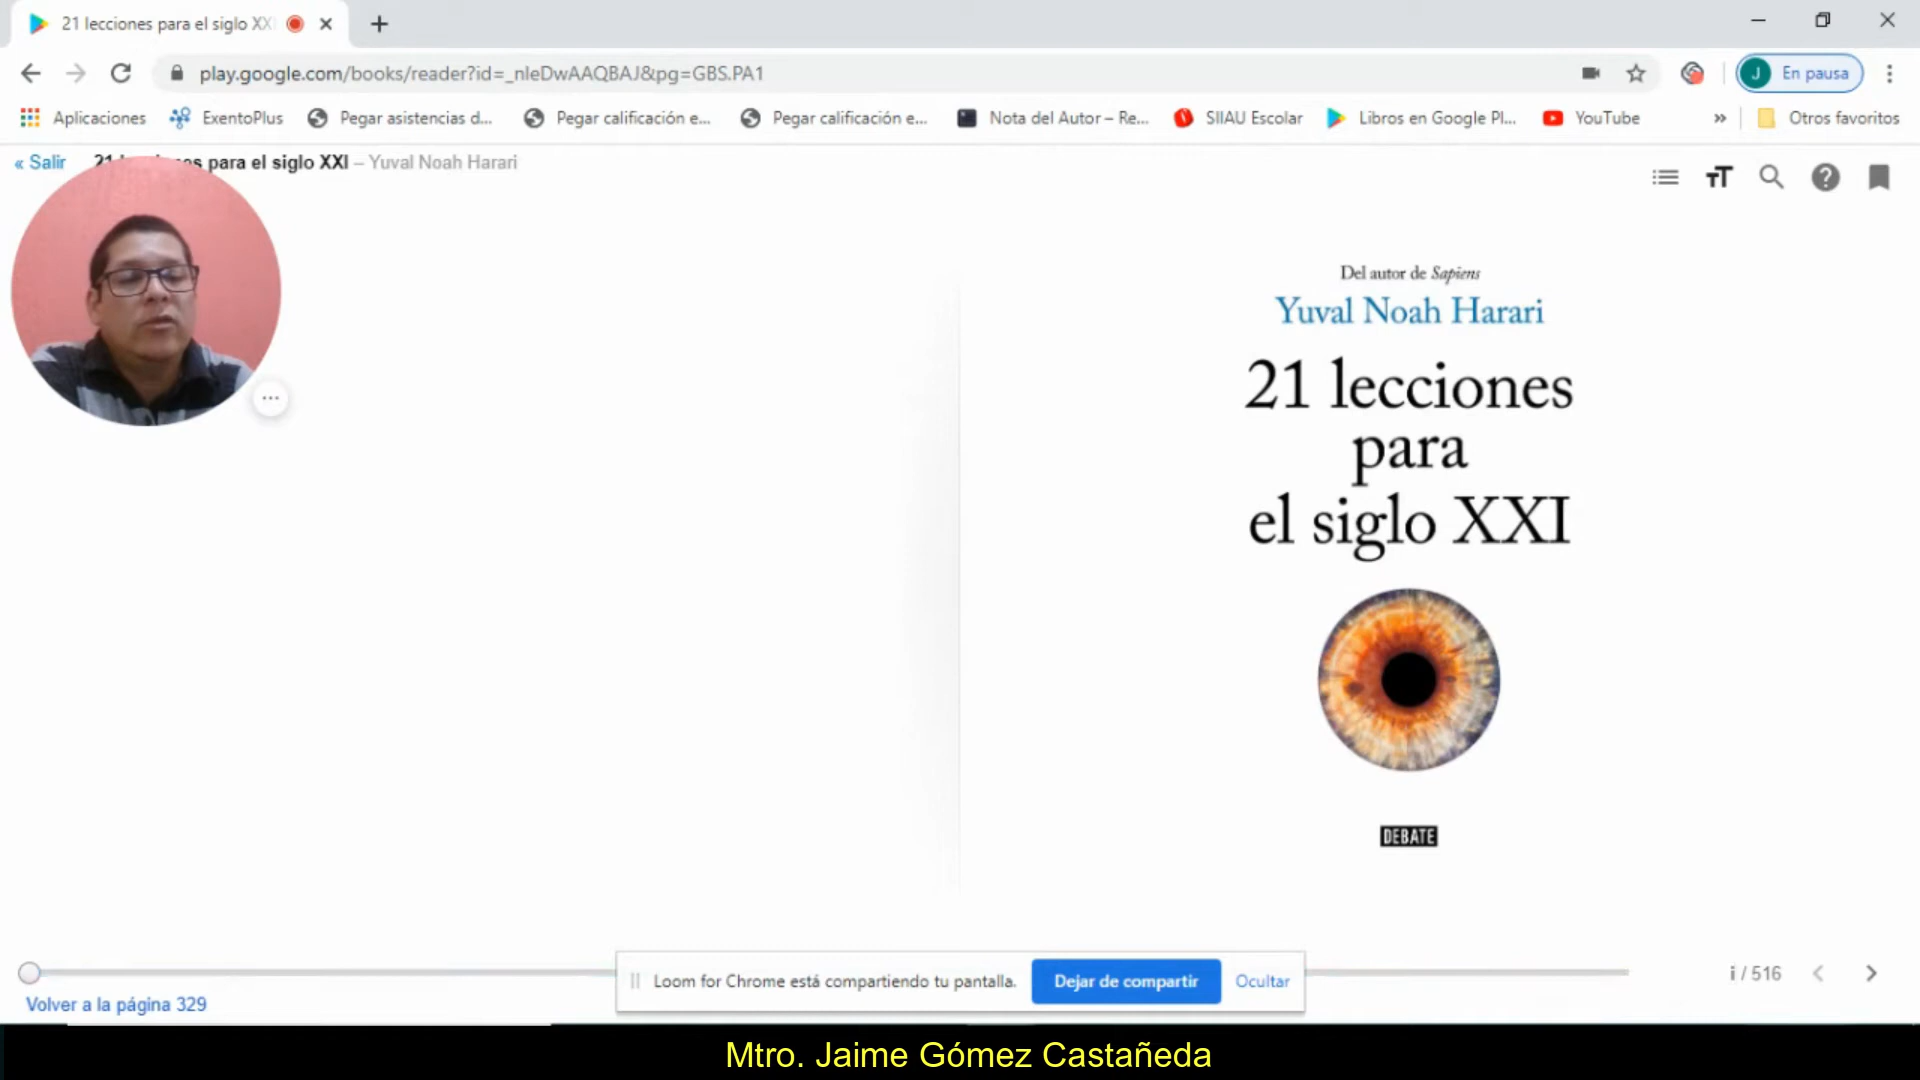 21 lecciones para el siglo XX
play.google.com/books/reader?id=_nleDwAAQBAJ&pg=GBS.PA1
J En pausa
Aplicaciones ExentoPlus Pegar asistencias d... Pegar calificación e... Pegar calificación e... Nota del Autor – Re... SIIAU Escolar Libros en Google Pl... YouTube » Otros favoritos
« Salir 21 es para el siglo XXI – Yuval Noah Harari
Del autor de Sapiens
Yuval Noah Harari
21 lecciones
para
el siglo XXI
DEBATE
Loom for Chrome está compartiendo tu pantalla. Dejar de compartir Ocultar
i / 516
Volver a la página 329
Mtro. Jaime Gómez Castañeda